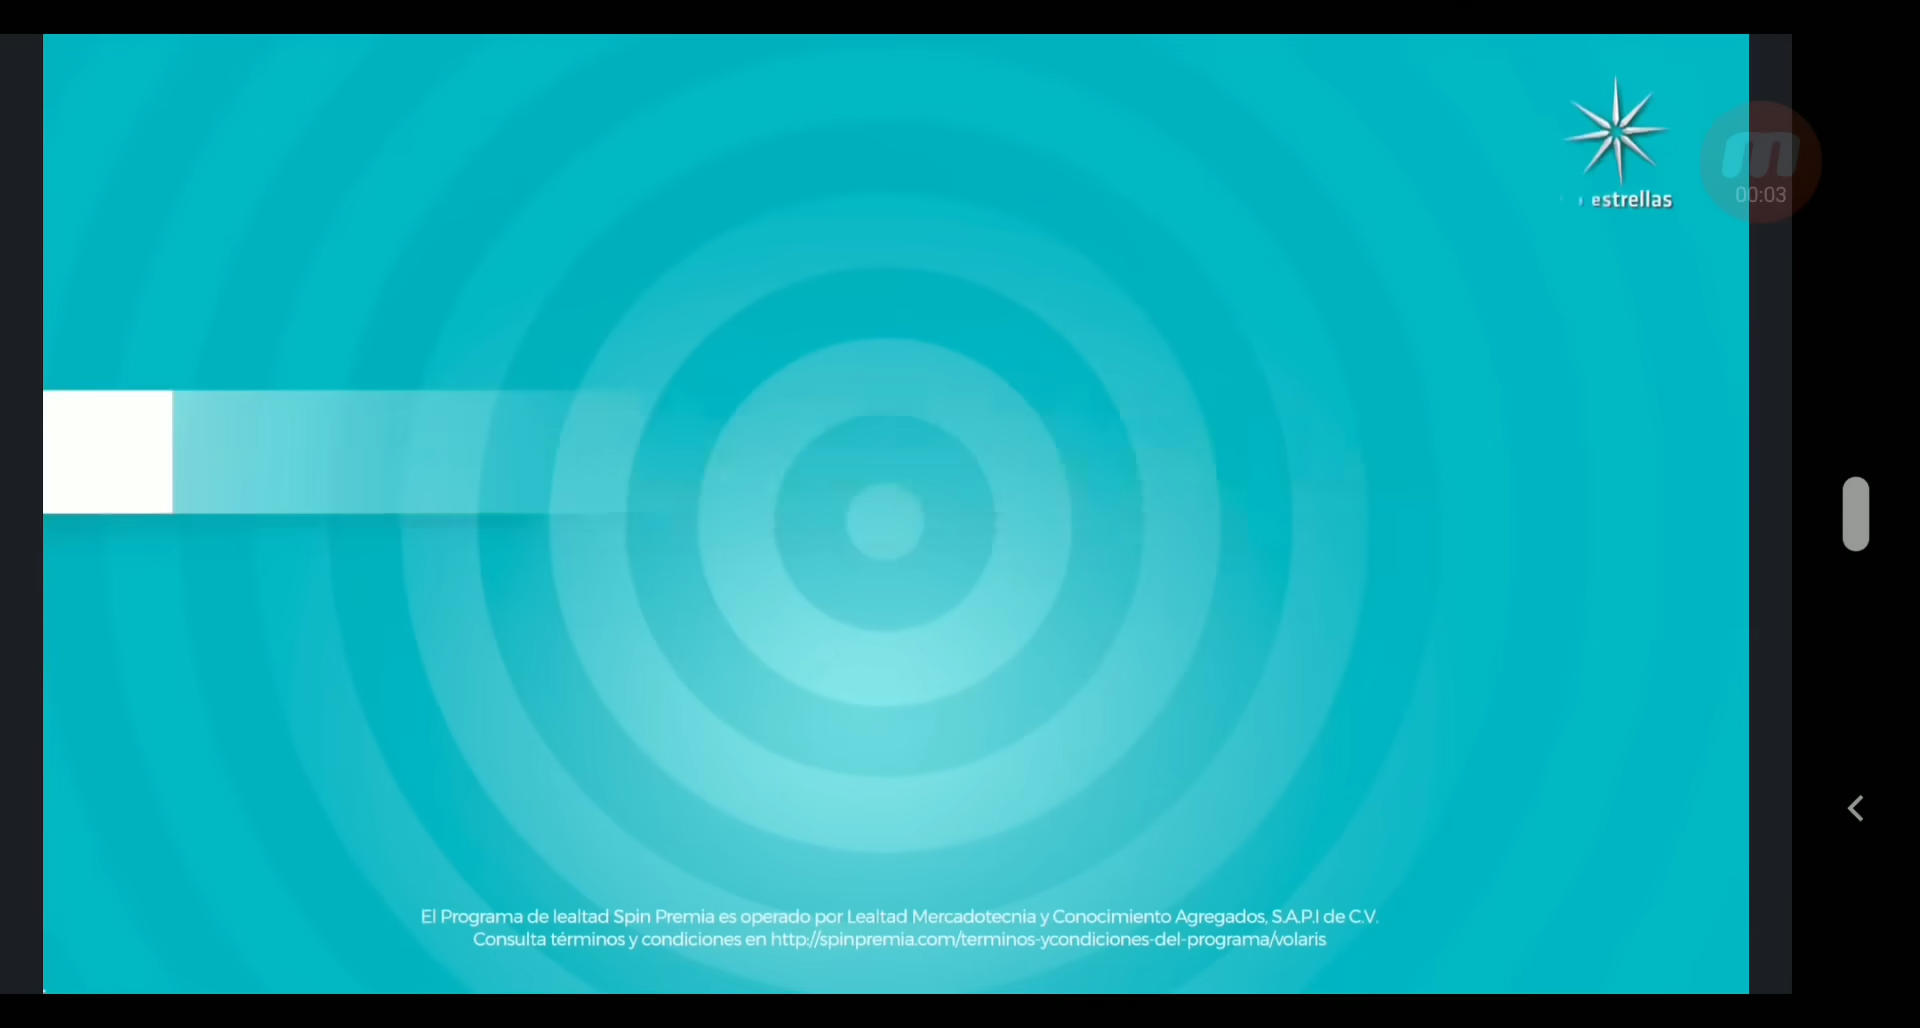 estrellas
00:03
El Programa de lealtad Spin Premia es operado por Lealtad Mercadotecnia y Conocimiento Agregados, S.A.P.I de C.V.
Consulta términos y condiciones en http://spinpremia.com/terminos-ycondiciones-del-programa/volaris